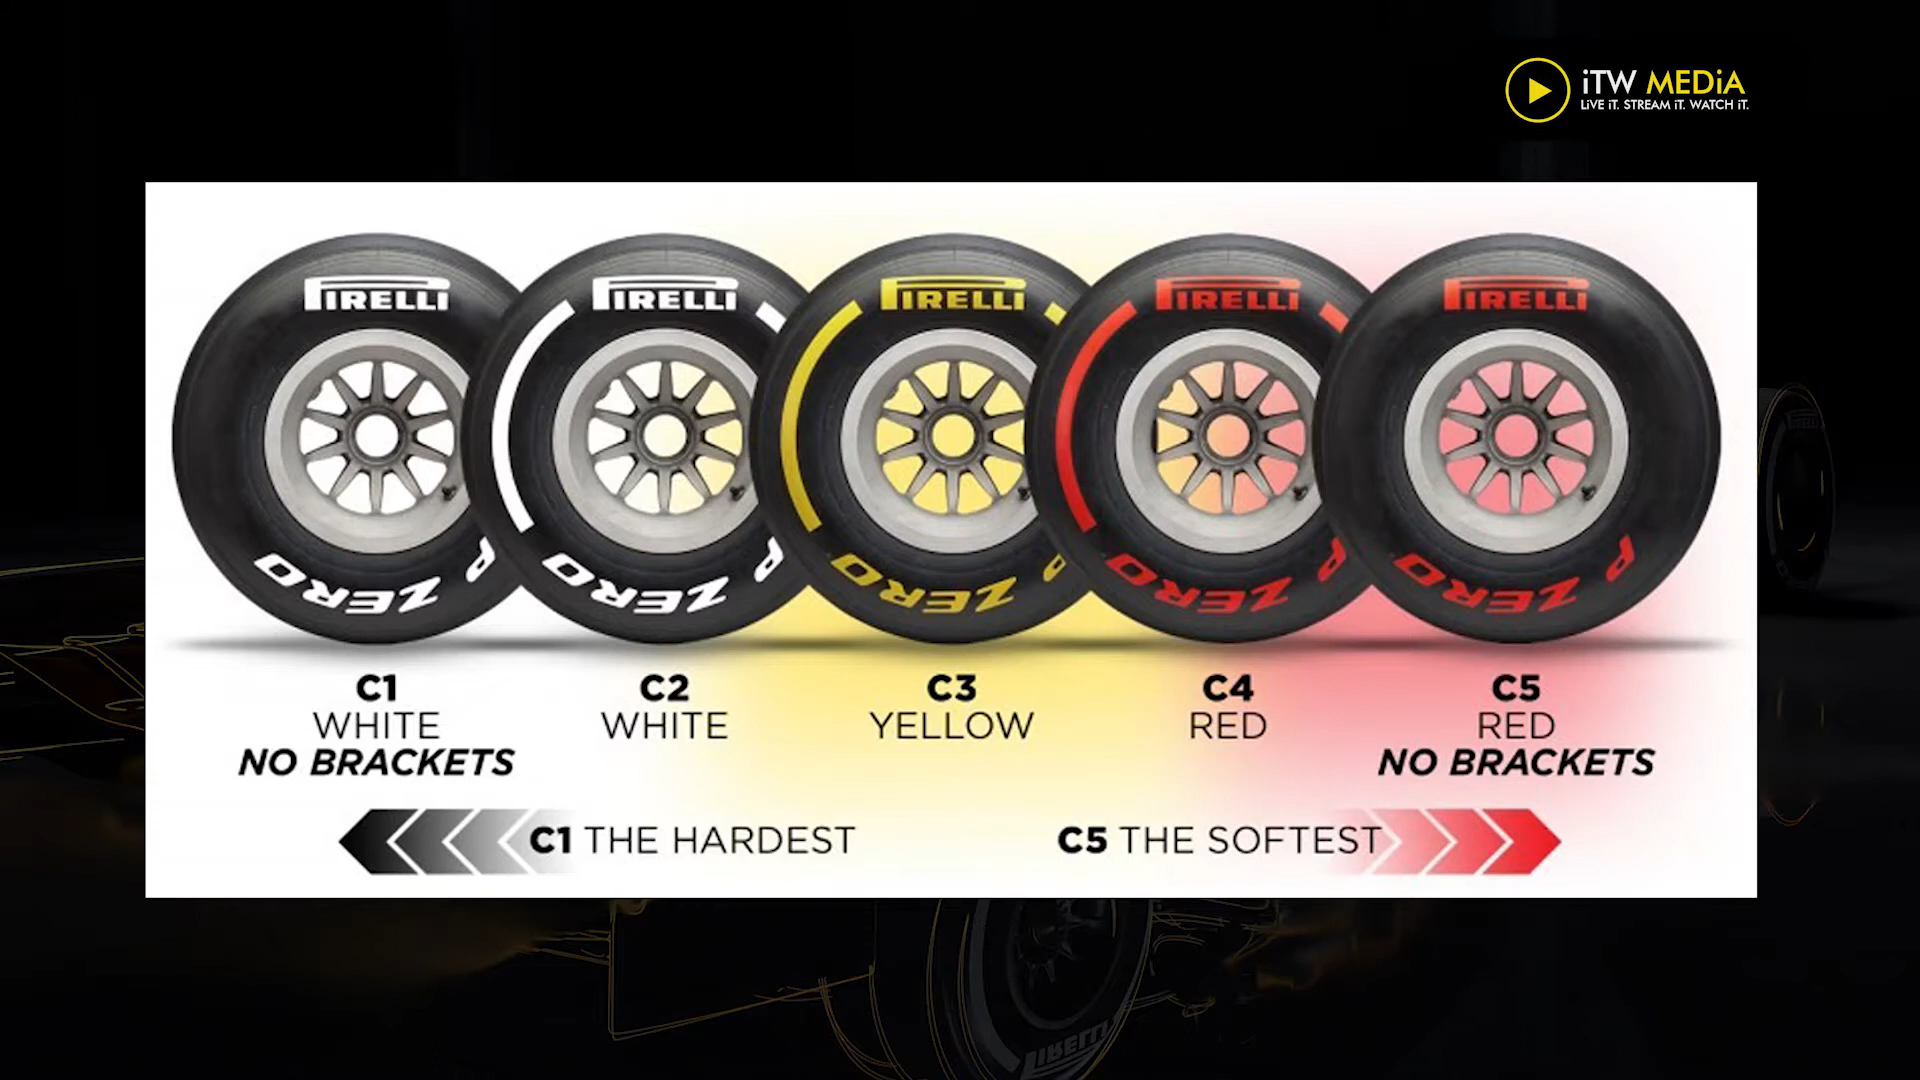 iTW MEDiA
LiVE iT. STREAM iT. WATCH iT.
PIRELLI PIRELLI PIRELLI PIRELLI PIRELLI
P ZERO P ZERO P ZERO P ZERO P ZERO
C1 C2 C3 C4 C5
WHITE WHITE YELLOW RED RED
NO BRACKETS NO BRACKETS
C1 THE HARDEST C5 THE SOFTEST
PIRELLI